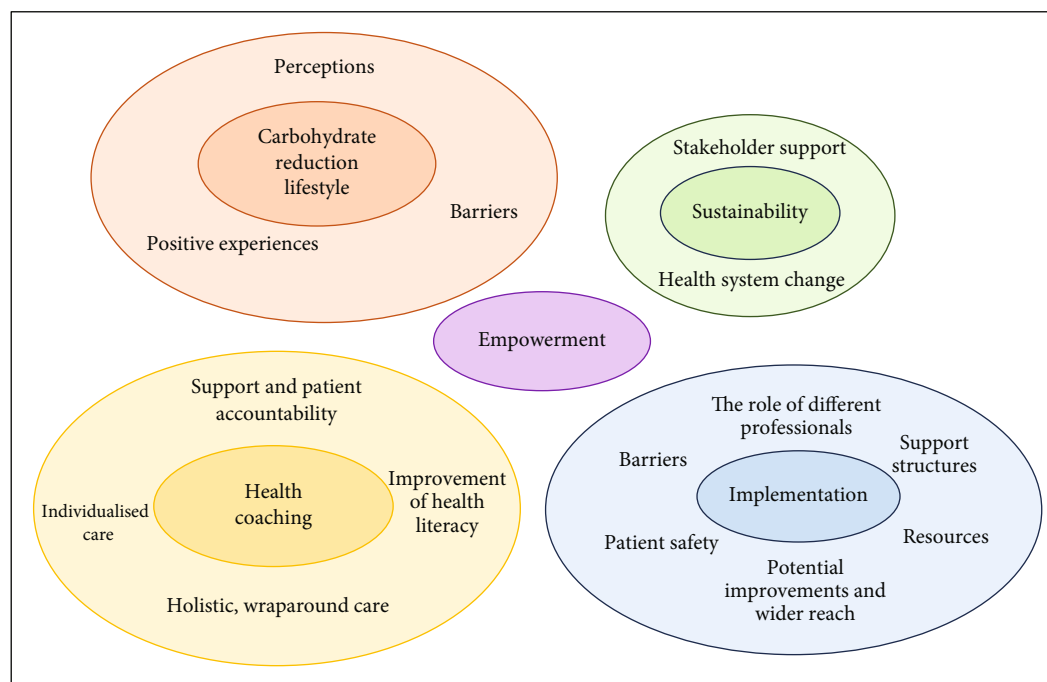 Perceptions
Carbohydrate
reduction
lifestyle
Barriers
Positive experiences
Stakeholder support
Sustainability
Health system change
Empowerment
Support and patient
accountability
Health
coaching
Improvement
of health
literacy
Individualised
care
Holistic, wraparound care
The role of different
professionals
Support
structures
Barriers
Implementation
Patient safety
Resources
Potential
improvements and
wider reach